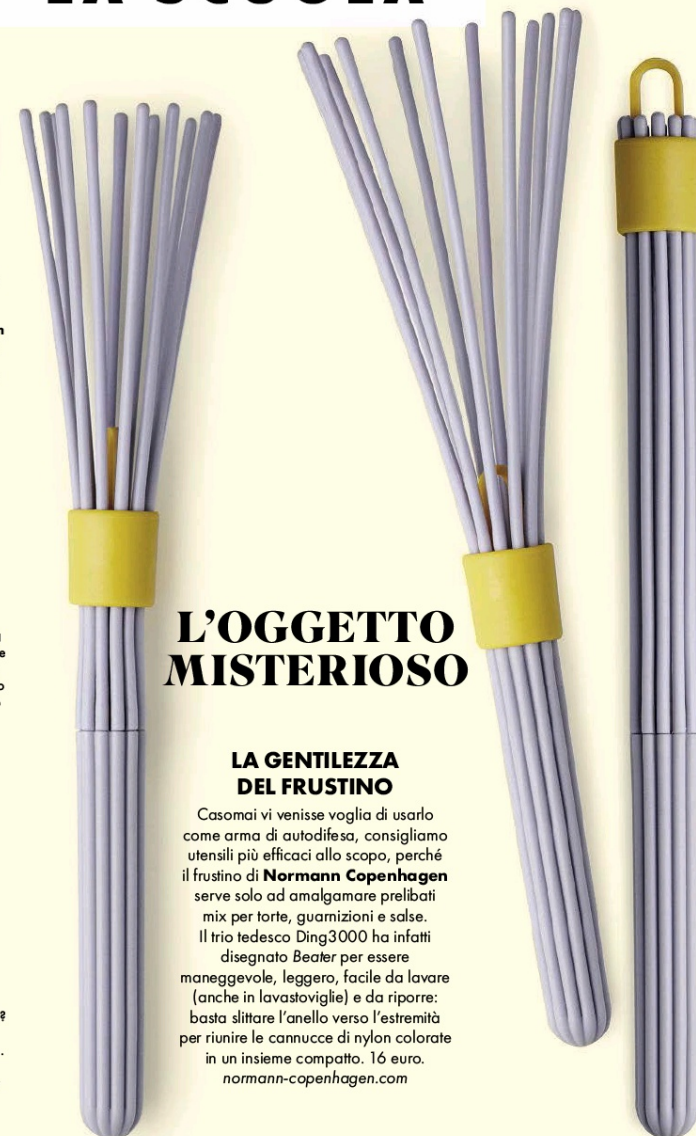 L'OGGETTO
MISTERIOSO
LA GENTILEZZA
DEL FRUSTINO
Casomai vi venisse voglia di usarlo
come arma di autodifesa, consigliamo
utensili più efficaci allo scopo, perché
il frustino di Normann Copenhagen
serve solo ad amalgamare prelibati
mix per torte, guarnizioni e salse.
Il trio tedesco Ding3000 ha infatti
disegnato Beater per essere
maneggevole, leggero, facile da lavare
(anche in lavastoviglie) e da riporre:
basta slittare l'anello verso l'estremità
per riunire le cannucce di nylon colorate
in un insieme compatto. 16 euro.
normann-copenhagen.com